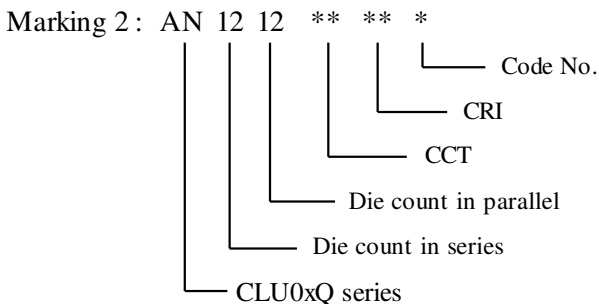 Marking 2 : AN 12 12 ** ** *
Code No.
CRI
CCT
Die count in parallel
Die count in series
CLU0xQ series